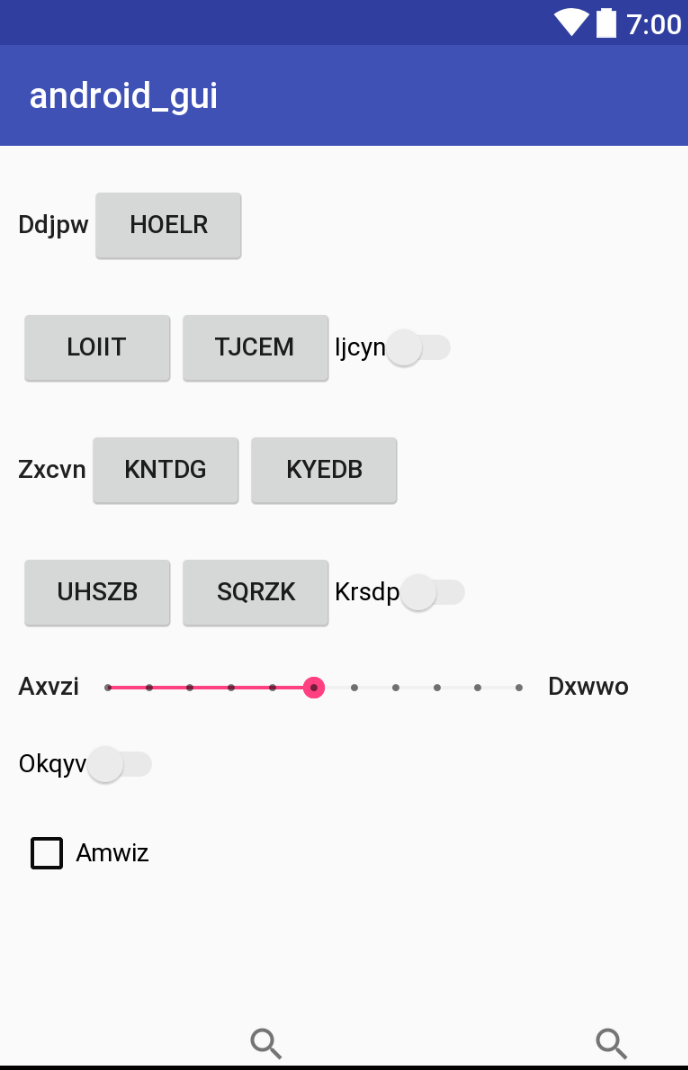 7:00
android_gui
Ddjpw HOELR
LOIIT TJCEM Ijcyn
Zxcvn KNTDG KYEDB
UHSZB SQRZK Krsdp
Axvzi Dxwwo
Okqyv
Amwiz